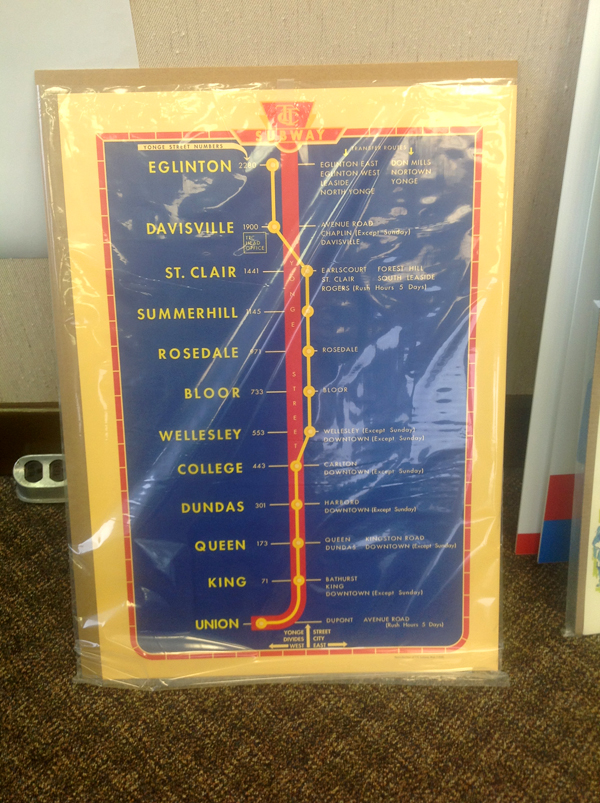 TTC
SUBWAY
YONGE STREET NUMBERS
TRANSFER ROUTES
EGLINTON 2280 EGLINTON EAST DON MILLS
EGLINTON WEST NORTOWN
LEASIDE YONGE
NORTH YONGE
DAVISVILLE 1900 AVENUE ROAD
TTC HEAD OFFICE CHAPLIN (Except Sunday)
DAVISVILLE
ST. CLAIR 1441 EARLSCOURT FOREST HILL
ST. CLAIR SOUTH LEASIDE
ROGERS (Rush Hours 5 Days)
SUMMERHILL 1145
ROSEDALE 971 ROSEDALE
BLOOR 733 BLOOR
WELLESLEY 553 WELLESLEY (Except Sunday)
DOWNTOWN (Except Sunday)
COLLEGE 443 CARLTON
DOWNTOWN (Except Sunday)
DUNDAS 301 HARBORD
DOWNTOWN (Except Sunday)
QUEEN 173 QUEEN KINGSTON ROAD
DUNDAS DOWNTOWN (Except Sunday)
KING 71 BATHURST
KING
DOWNTOWN (Except Sunday)
UNION DUPONT AVENUE ROAD
(Rush Hours 5 Days)
YONGE STREET
YONGE STREET
DIVIDES CITY
WEST EAST